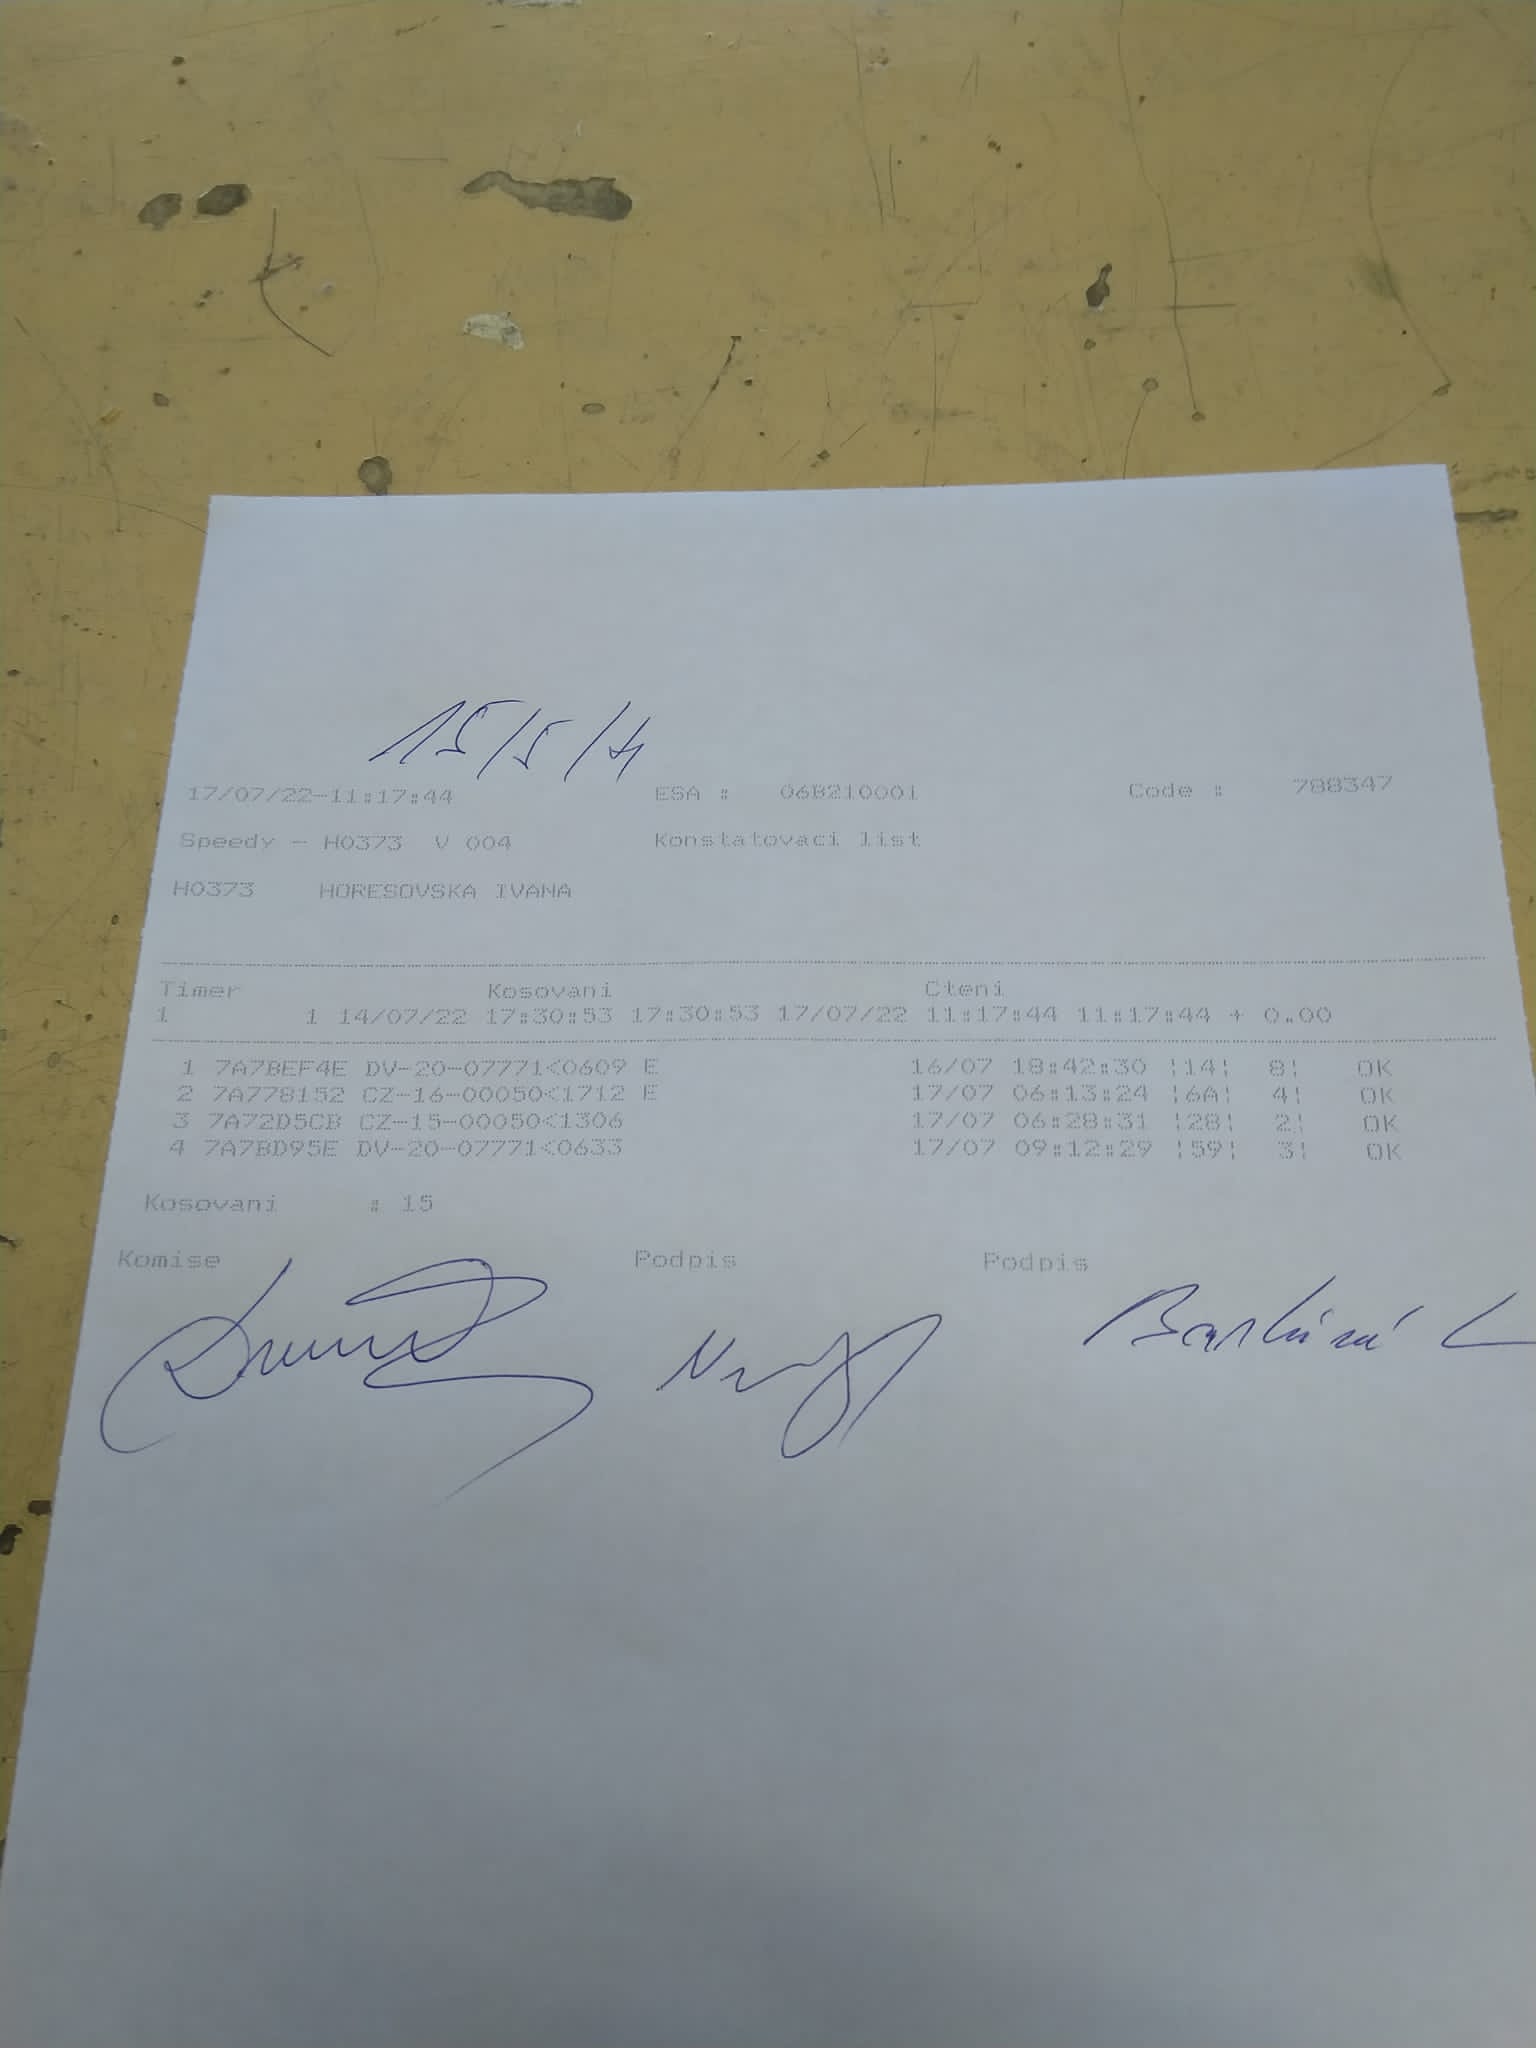 15/5/4
17/07/22-11:17:44 ESA : 06B210001 Code : 788347
Speedy - H0373 V 004 Konstatovaci list
H0373 HORESOVSKA IVANA
Timer Kosovani Cteni
1 1 14/07/22 17:30:53 17:30:53 17/07/22 11:17:44 11:17:44 + 0.00
1 7A7BEF4E DV-20-07771<0609 E 16/07 18:42:30 ¦14¦ 8¦ OK
2 7A778152 CZ-16-00050<1712 E 17/07 06:13:24 ¦6A¦ 4¦ OK
3 7A72D5CB CZ-15-00050<1306 17/07 06:28:31 ¦28¦ 2¦ OK
4 7A7BD95E DV-20-07771<0633 17/07 09:12:29 ¦59¦ 3¦ OK
Kosovani : 15
Komise Podpis Podpis